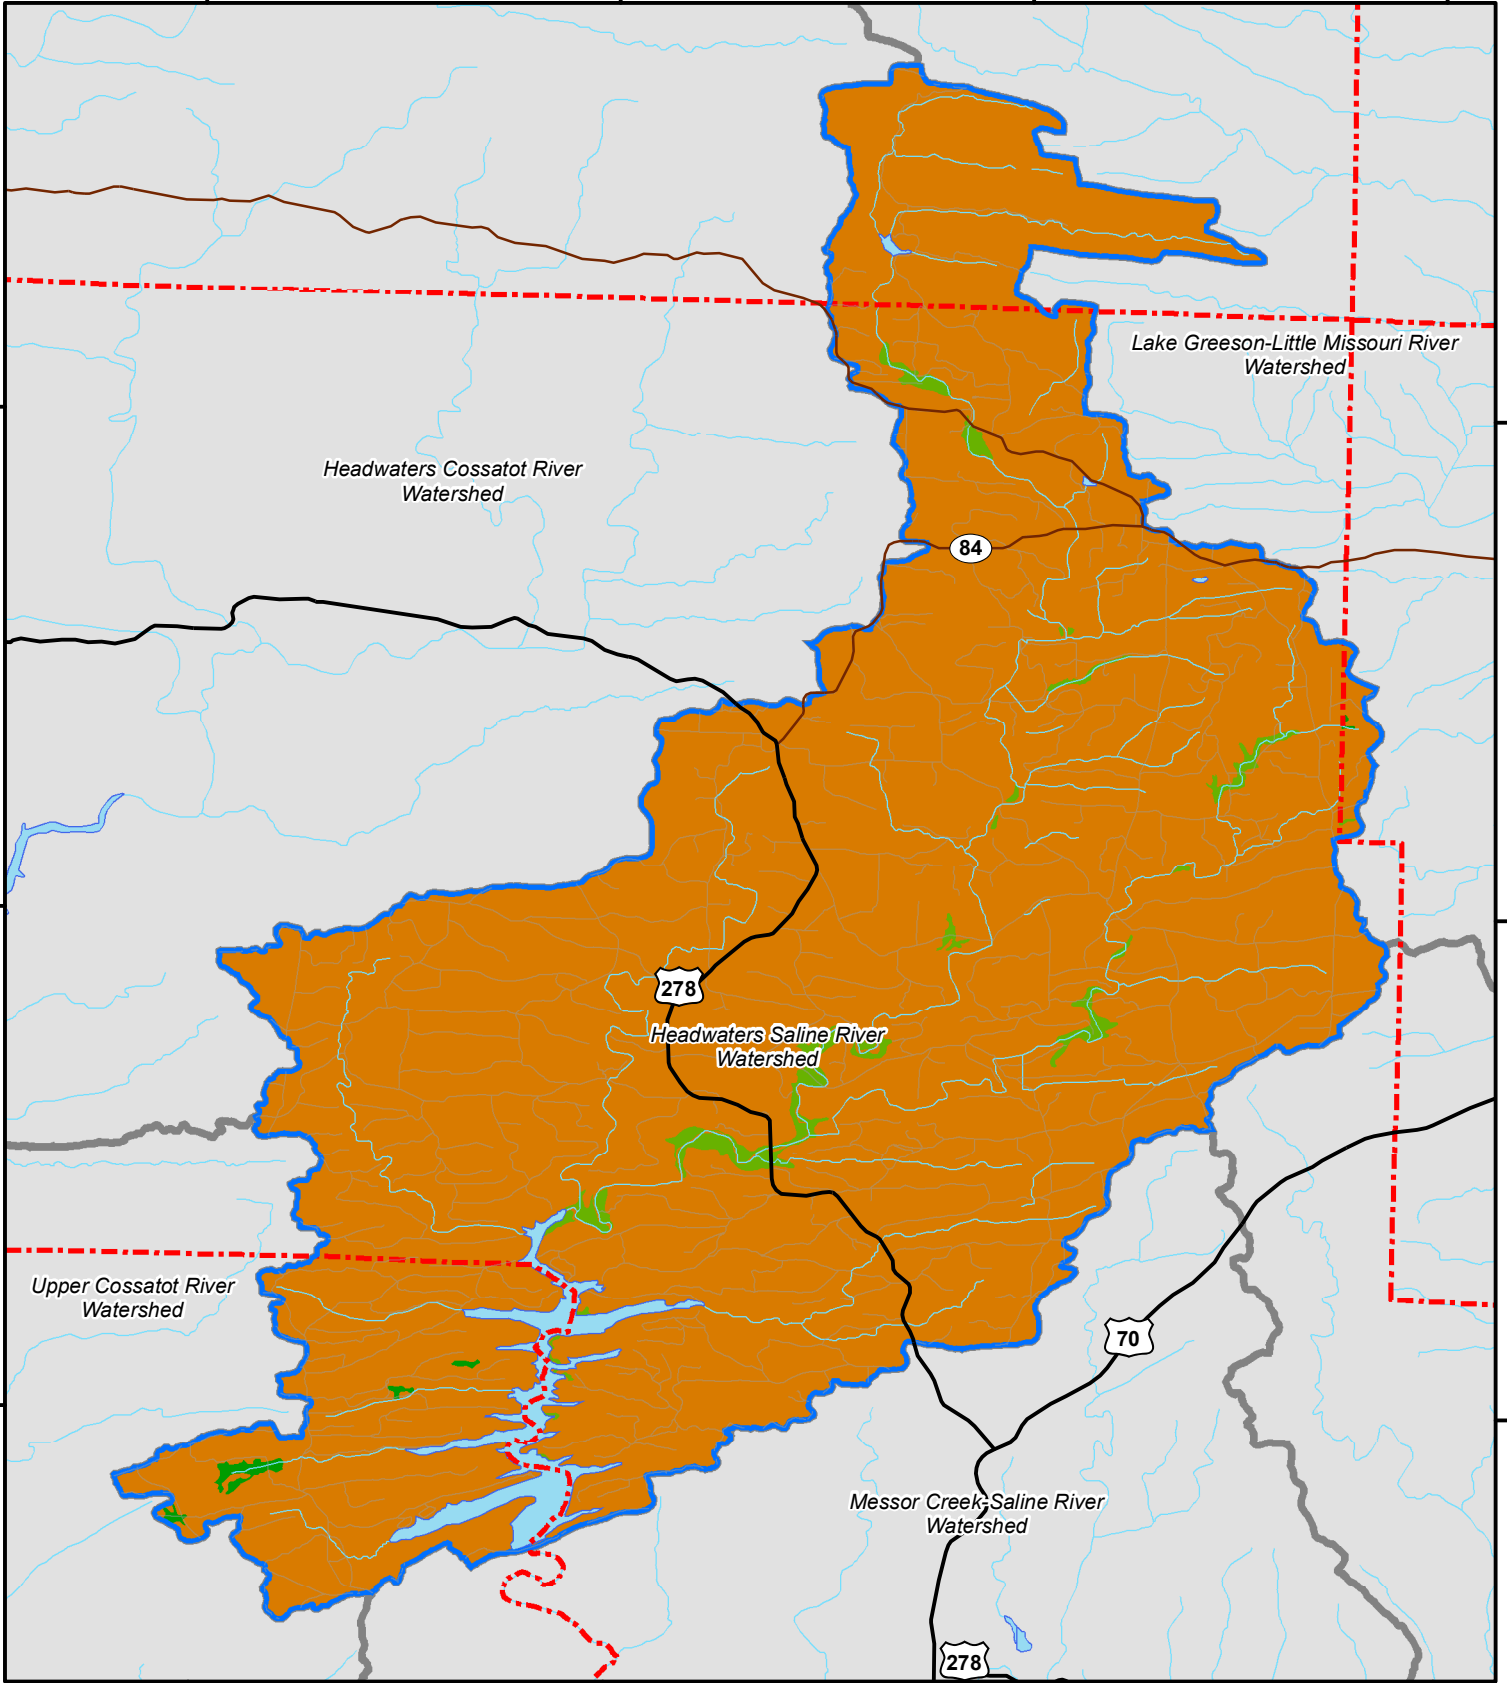 Lake Greeson-Little Missouri River
Watershed
Headwaters Cossatot River
Watershed
84
278
Headwaters Saline River
Watershed
Upper Cossatot River
Watershed
70
Messor Creek-Saline River
Watershed
278